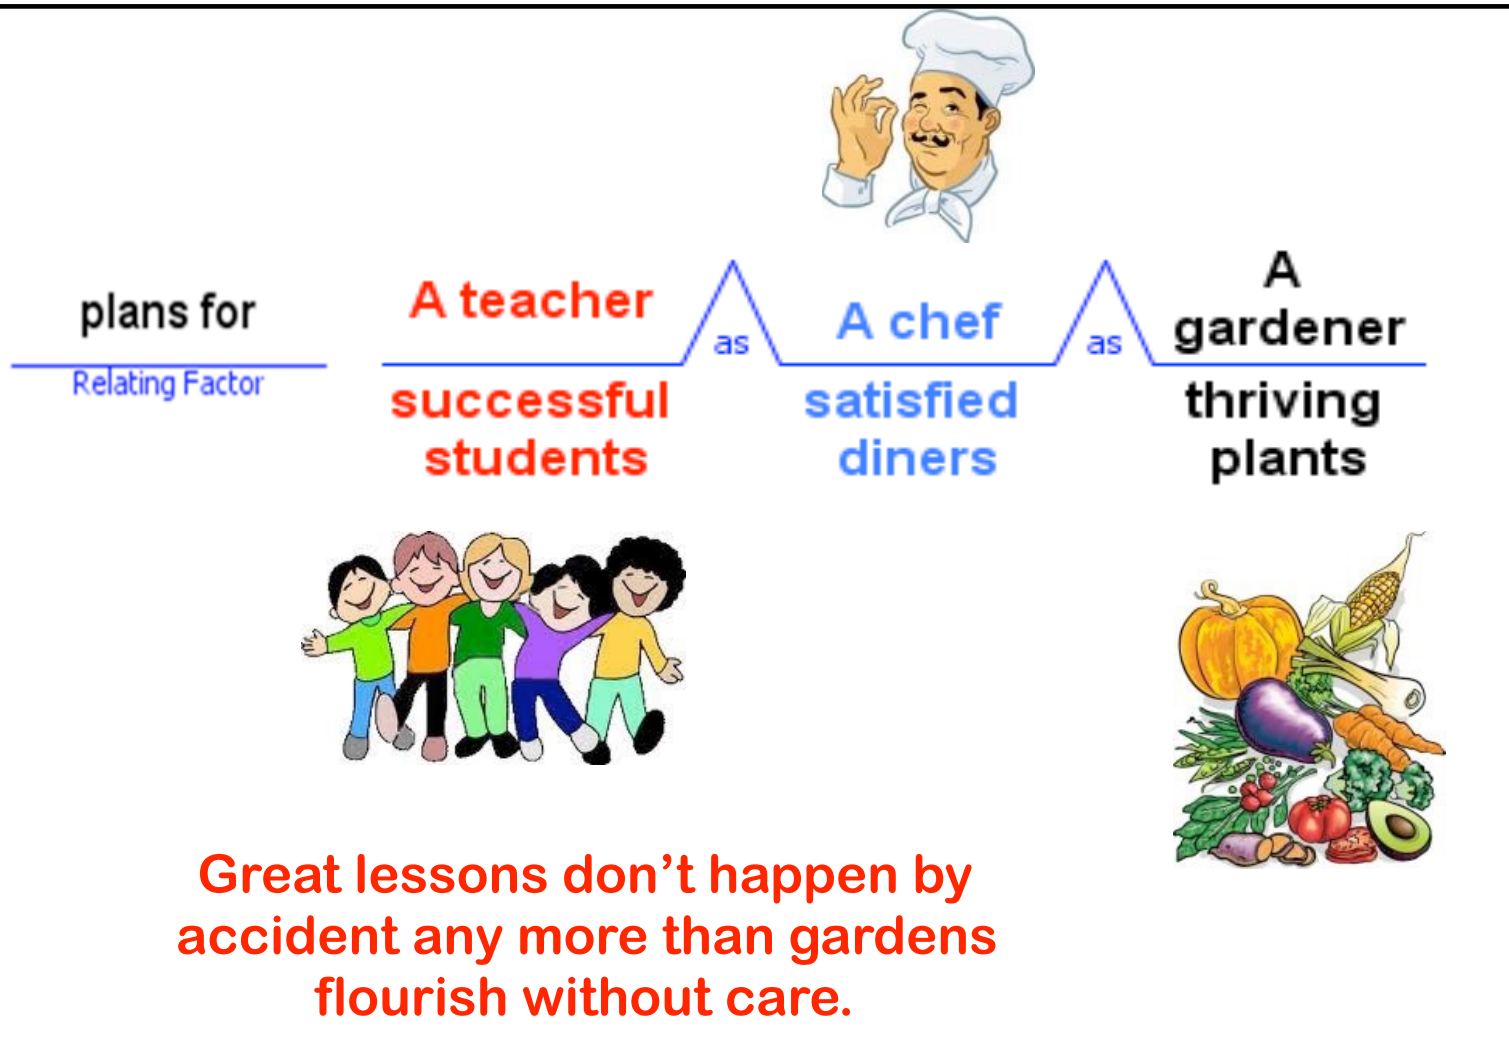 plans for
Relating Factor
A teacher
successful
students
as
A chef
satisfied
diners
as
A
gardener
thriving
plants
Great lessons don’t happen by
accident any more than gardens
flourish without care.